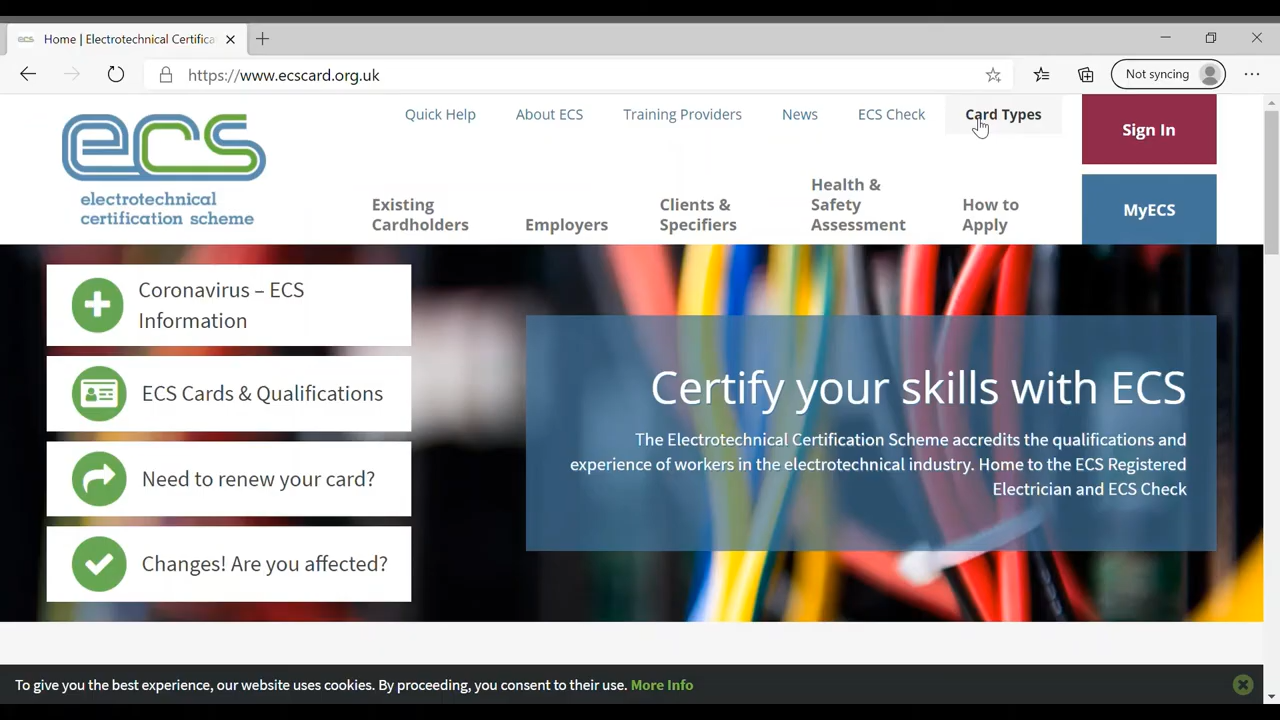 ecs Home | Electrotechnical Certifica
https://www.ecscard.org.uk
Not syncing
Quick Help About ECS Training Providers News ECS Check Card Types
Sign In
MyECS
ecs
electrotechnical
certification scheme
Existing
Cardholders
Employers
Clients &
Specifiers
Health &
Safety
Assessment
How to
Apply
Coronavirus – ECS
Information
ECS Cards & Qualifications
Need to renew your card?
Changes! Are you affected?
Certify your skills with ECS
The Electrotechnical Certification Scheme accredits the qualifications and
experience of workers in the electrotechnical industry. Home to the ECS Registered
Electrician and ECS Check
To give you the best experience, our website uses cookies. By proceeding, you consent to their use. More Info